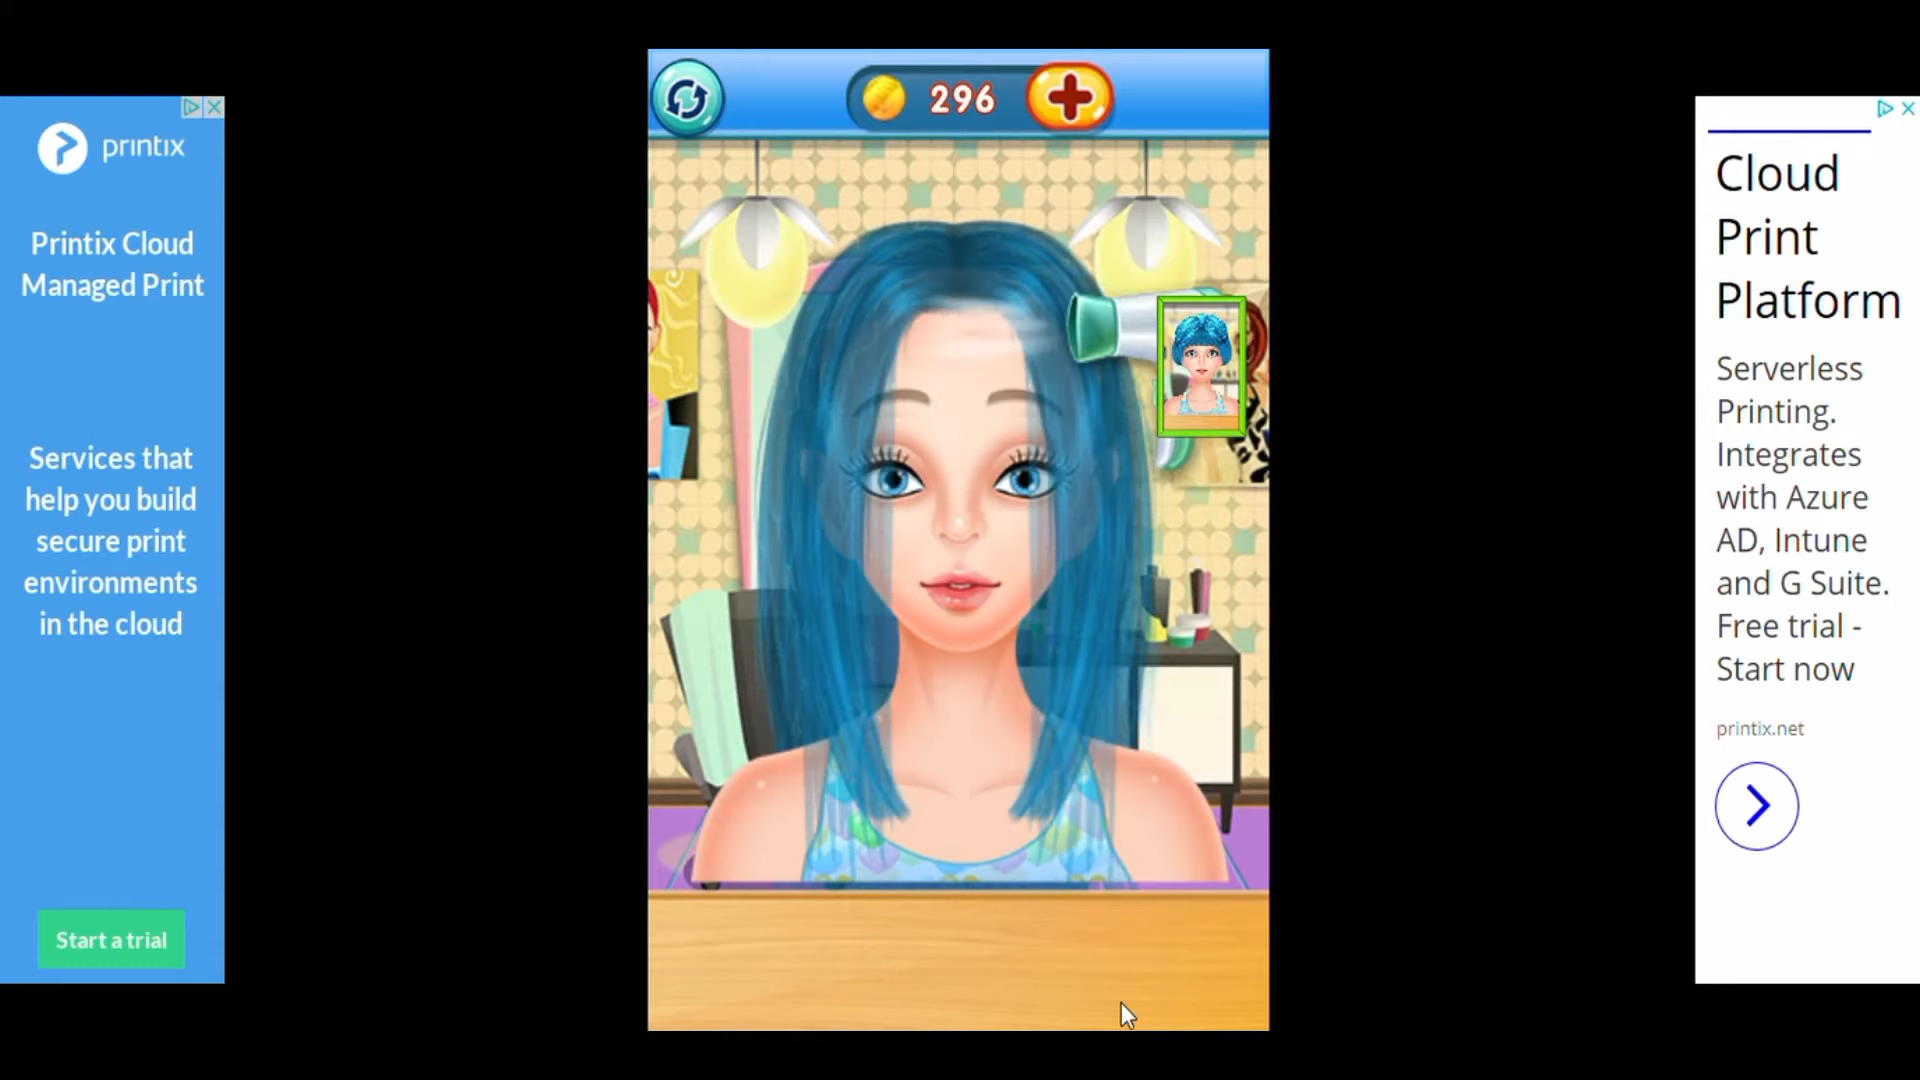 printix
Printix Cloud
Managed Print
Services that
help you build
secure print
environments
in the cloud
Start a trial
296
Cloud
Print
Platform
Serverless
Printing.
Integrates
with Azure
AD, Intune
and G Suite.
Free trial -
Start now
printix.net